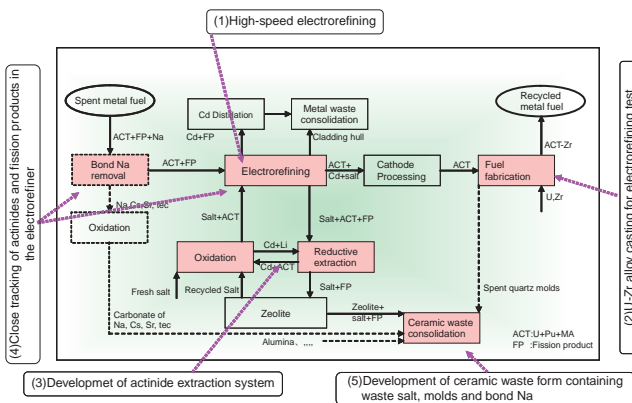 (1)High-speed electrorefining
(4)Close tracking of actinides and fission products in
the electrorefiner
Spent metal fuel
ACT+FP+Na
Bond Na
removal
ACT+FP
Na,Cs,Sr, tec
Oxidation
Cd Distilation
Cd+FP
Metal waste
consolidation
Cladding hull
Electrorefining
ACT+
Cd+salt
Cathode
Processing
ACT
Fuel
fabrication
Recycled
metal fuel
ACT-Zr
U,Zr
(2)U-Zr alloy casting for electrorefining test
Salt+ACT
Salt+ACT+FP
Oxidation
Cd+Li
Cd+ACT
Reductive
extraction
Fresh salt
Recycled Salt
Salt+FP
Zeolite
Zeolite+
salt+FP
Spent quartz molds
Carbonate of
Na, Cs, Sr, tec
Alumina、,,,,
Ceramic waste
consolidation
ACT:U+Pu+MA
FP :Fission product
(3)Developmet of actinide extraction system
(5)Development of ceramic waste form containing
waste salt, molds and bond Na